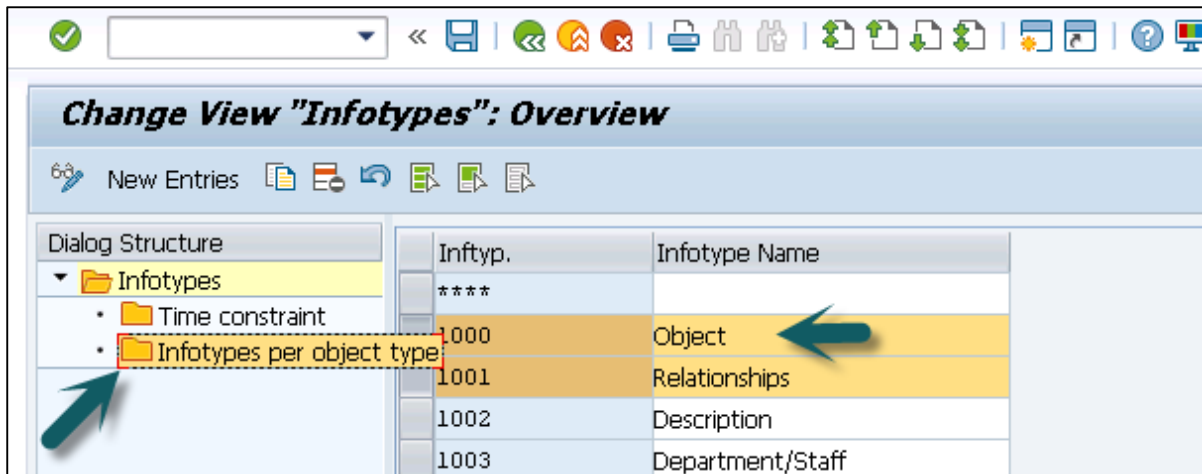 Change View "Infotypes": Overview
New Entries
Dialog Structure
Infotypes
Time constraint
Infotypes per object type
Inftyp. Infotype Name
****
1000 Object
1001 Relationships
1002 Description
1003 Department/Staff